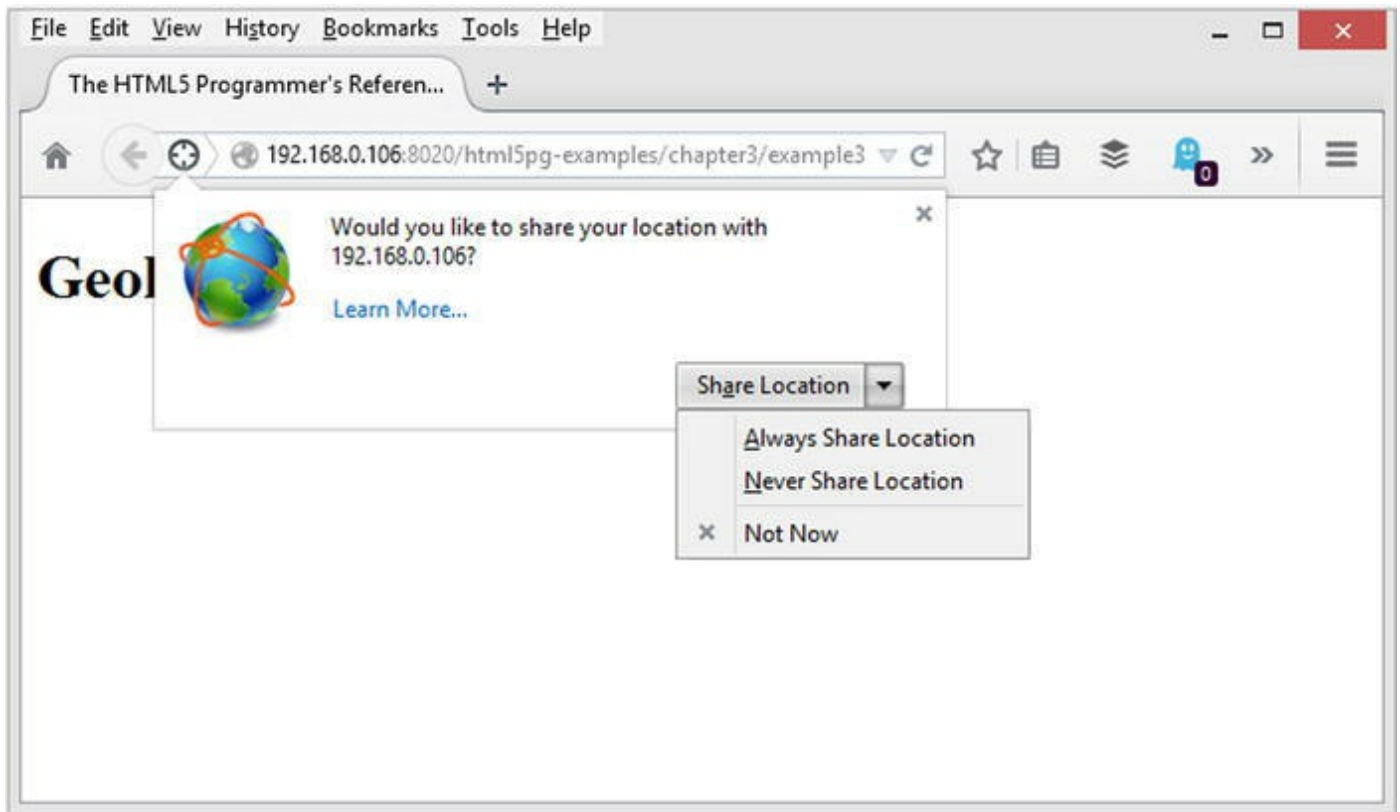 File Edit View History Bookmarks Tools Help
The HTML5 Programmer's Referen...
192.168.0.106:8020/html5pg-examples/chapter3/example3
0
Would you like to share your location with
192.168.0.106?
Geol
Learn More...
Share Location
Always Share Location
Never Share Location
Not Now